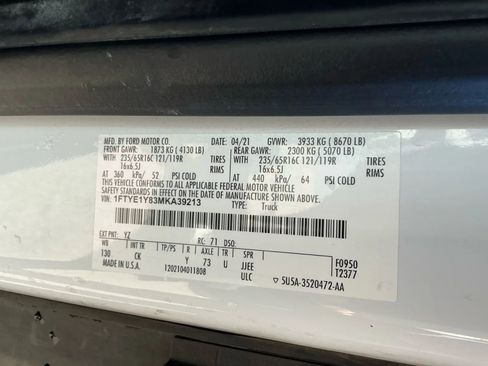 MFD. BY FORD MOTOR CO. 04/21 GVWR: 3933 KG ( 8670 LB)
FRONT GAWR: 1873 KG ( 4130 LB) REAR GAWR: 2300 KG ( 5070 LB)
WITH 235/65R16C 121/119R TIRES WITH 235/65R16C 121/119R TIRES
16x6.5J RIMS 16x6.5J RIMS
AT 360 kPa/ 52 PSI COLD AT 440 kPa/ 64 PSI COLD
THIS VEHICLE CONFORMS TO ALL APPLICABLE FEDERAL MOTOR VEHICLE
SAFETY STANDARDS IN EFFECT ON THE DATE OF MANUFACTURE SHOWN ABOVE.
VIN: 1FTYE1Y83MKA39213 TYPE: Truck
EXT PNT: YZ RC: 71 DSO:
WB INT TR TP/PS R AXLE TR SPR F0950
130 CK Y 73 U JJEE 12377
MADE IN U.S.A. 1202104011808 ULC ▽ SU5A-3520472-AA